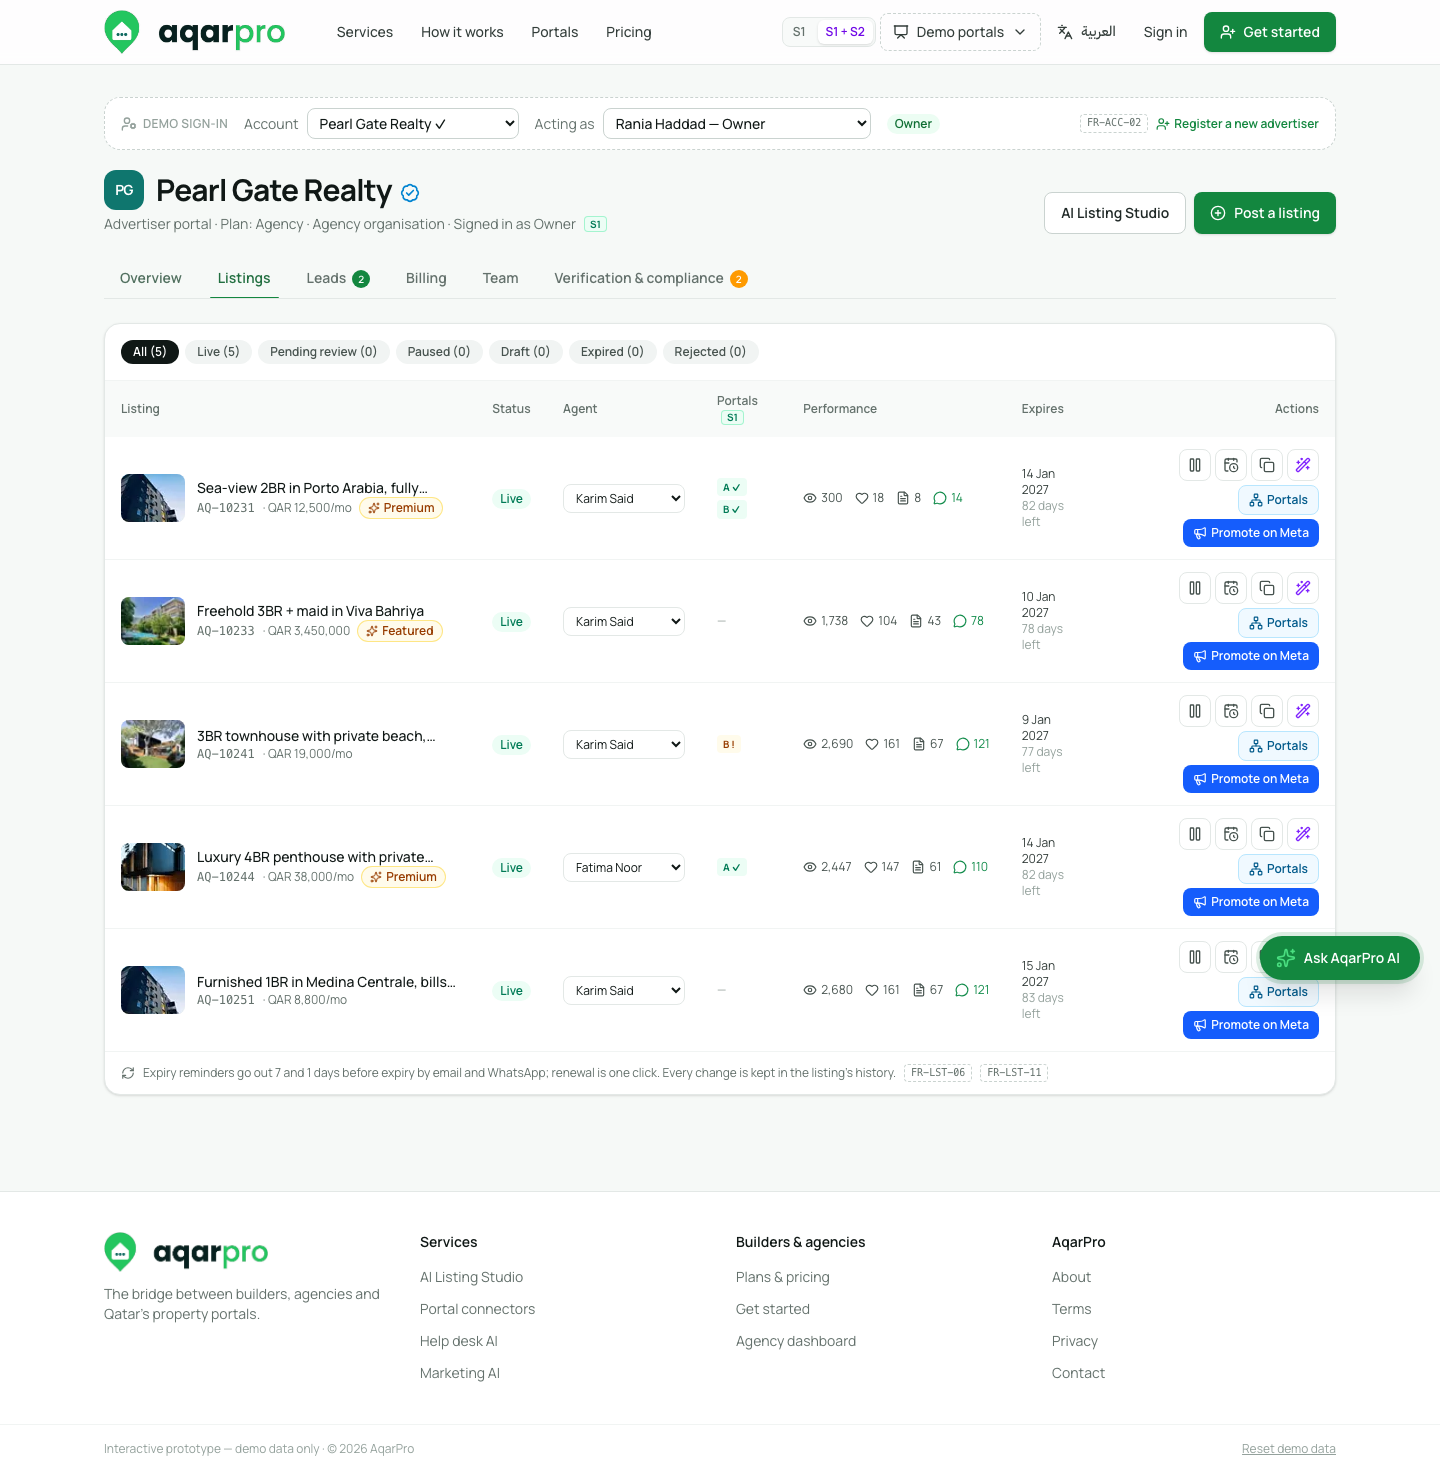 aqarpro
Services How it works Portals Pricing S1 S1 + S2 Demo portals العربية Sign in Get started
DEMO SIGN-IN Account Pearl Gate Realty ✓ Acting as Rania Haddad — Owner Owner FR-ACC-02 Register a new advertiser
PG Pearl Gate Realty
Advertiser portal · Plan: Agency · Agency organisation · Signed in as Owner S1
AI Listing Studio Post a listing
Overview Listings Leads 2 Billing Team Verification & compliance 2
All (5) Live (5) Pending review (0) Paused (0) Draft (0) Expired (0) Rejected (0)
Listing Status Agent Portals S1 Performance Expires Actions
Sea-view 2BR in Porto Arabia, fully…
AQ-10231 · QAR 12,500/mo Premium
Live Karim Said A ✓ B ✓ 300 18 8 14
14 Jan 2027
82 days left
Portals
Promote on Meta
Freehold 3BR + maid in Viva Bahriya
AQ-10233 · QAR 3,450,000 Featured
Live Karim Said — 1,738 104 43 78
10 Jan 2027
78 days left
Portals
Promote on Meta
3BR townhouse with private beach,…
AQ-10241 · QAR 19,000/mo
Live Karim Said B ! 2,690 161 67 121
9 Jan 2027
77 days left
Portals
Promote on Meta
Luxury 4BR penthouse with private…
AQ-10244 · QAR 38,000/mo Premium
Live Fatima Noor A ✓ 2,447 147 61 110
14 Jan 2027
82 days left
Portals
Promote on Meta
Furnished 1BR in Medina Centrale, bills…
AQ-10251 · QAR 8,800/mo
Live Karim Said — 2,680 161 67 121
15 Jan 2027
83 days left
Ask AqarPro AI
Portals
Promote on Meta
Expiry reminders go out 7 and 1 days before expiry by email and WhatsApp; renewal is one click. Every change is kept in the listing's history. FR-LST-06 FR-LST-11
aqarpro
The bridge between builders, agencies and
Qatar's property portals.
Services
AI Listing Studio
Portal connectors
Help desk AI
Marketing AI
Builders & agencies
Plans & pricing
Get started
Agency dashboard
AqarPro
About
Terms
Privacy
Contact
Interactive prototype — demo data only · © 2026 AqarPro
Reset demo data